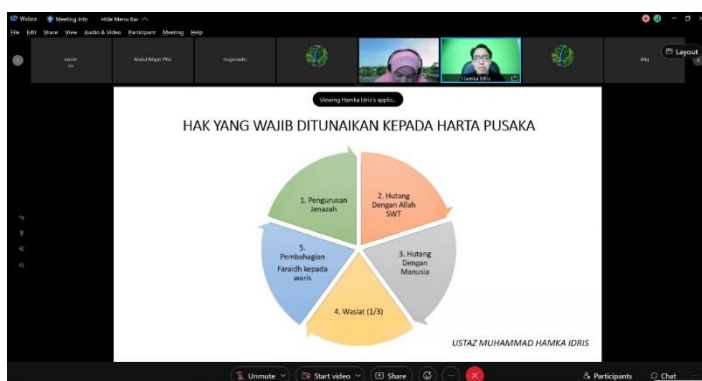 Webex Meeting Info Hide Menu Bar
File Edit Share View Audio & Video Participant Meeting Help
Layout
Hamka Idris
Afiq
Viewing Hamka Idris's applic...
HAK YANG WAJIB DITUNAIKAN KEPADA HARTA PUSAKA
1. Pengurusan
Jenazah
2. Hutang
Dengan Allah
SWT
3. Hutang
Dengan
Manusia
4. Wasiat (1/3)
5.
Pembahagian
Faraidh kepada
waris
USTAZ MUHAMMAD HAMKA IDRIS
Unmute Start video Share Participants Chat